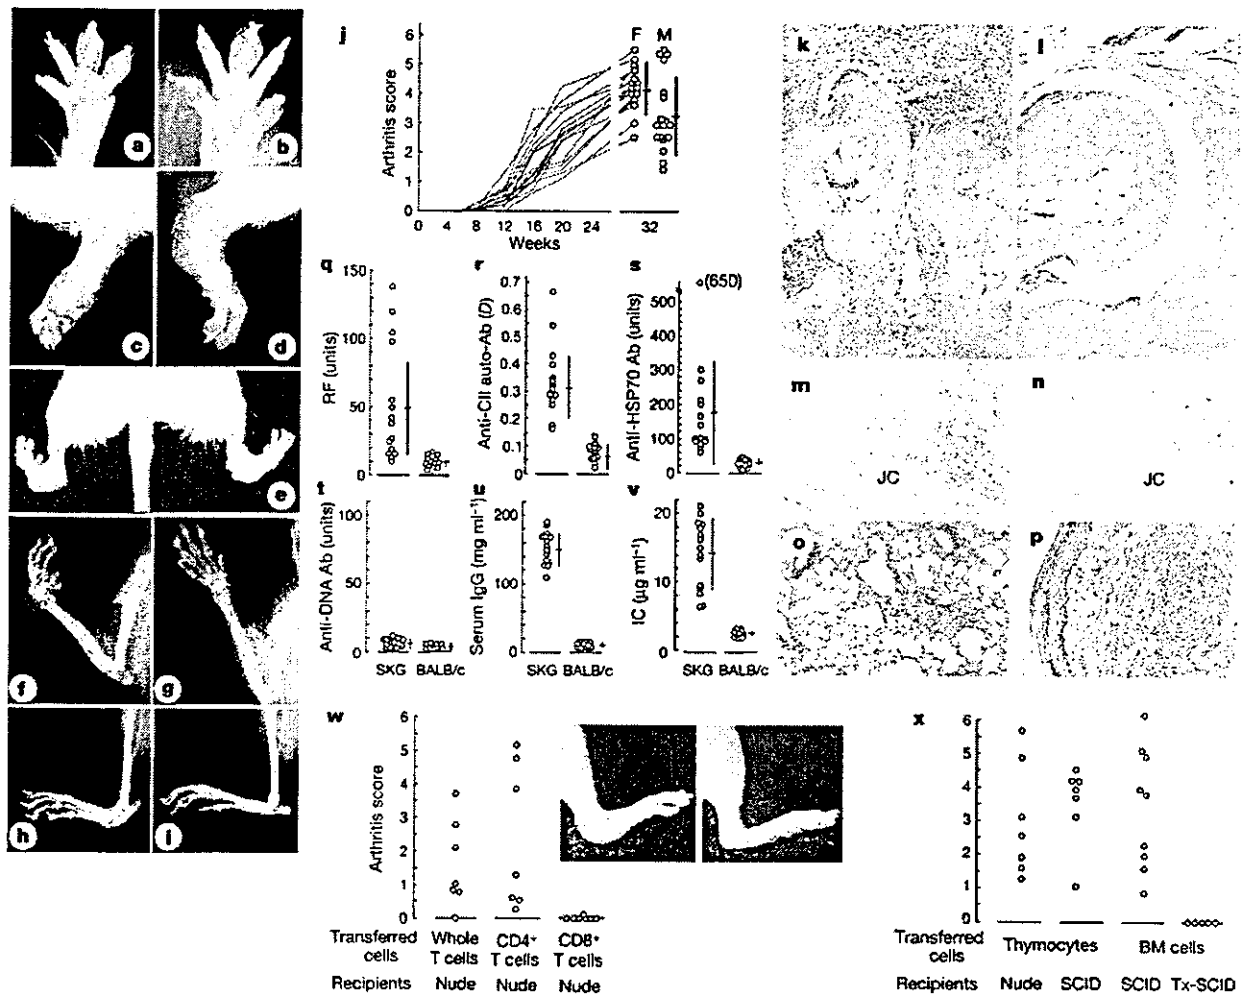 a
b
c
d
e
f
g
h
i
j
Arthritis score
6
5
4
3
2
1
0
F
M
0 4 8 12 16 20 24 32
Weeks
k
l
m
JC
n
JC
o
p
q
RF (units)
150
100
50
0
r
Anti-CII auto-Ab (D)
0.7
0.6
0.5
0.4
0.3
0.2
0.1
0
s
Anti-HSP70 Ab (units)
(65D)
500
400
300
200
100
0
t
Anti-DNA Ab (units)
100
50
0
SKG BALB/c
u
Serum IgG (mg ml⁻¹)
200
100
0
SKG BALB/c
v
IC (µg ml⁻¹)
20
10
0
SKG BALB/c
w
Arthritis score
6
5
4
3
2
1
0
Transferred cells
Whole T cells
CD4⁺ T cells
CD8⁺ T cells
Recipients Nude Nude Nude
x
6
5
4
3
2
1
0
Transferred cells
Thymocytes
BM cells
Recipients Nude SCID SCID Tx-SCID